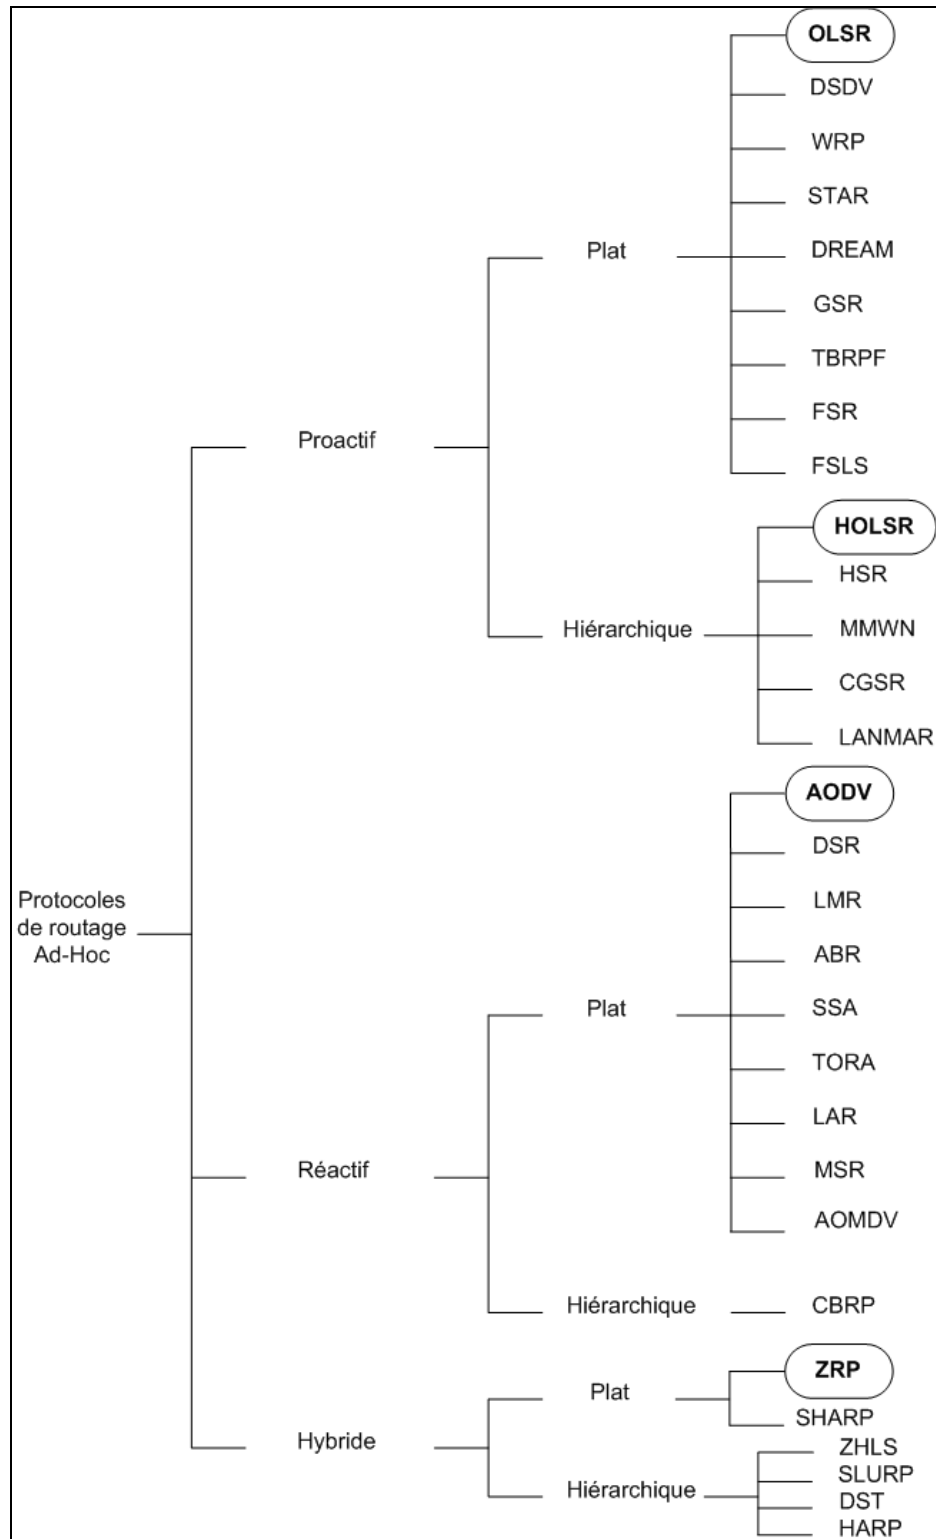 OLSR
DSDV
WRP
STAR
Plat
DREAM
GSR
TBRPF
FSR
FSLS
Proactif
HOLSR
HSR
Hiérarchique
MMWN
CGSR
LANMAR
AODV
DSR
LMR
ABR
Protocoles
de routage
Ad-Hoc
Plat
SSA
TORA
LAR
MSR
AOMDV
Réactif
Hiérarchique
CBRP
ZRP
Plat
SHARP
Hybride
ZHLS
SLURP
Hiérarchique
DST
HARP